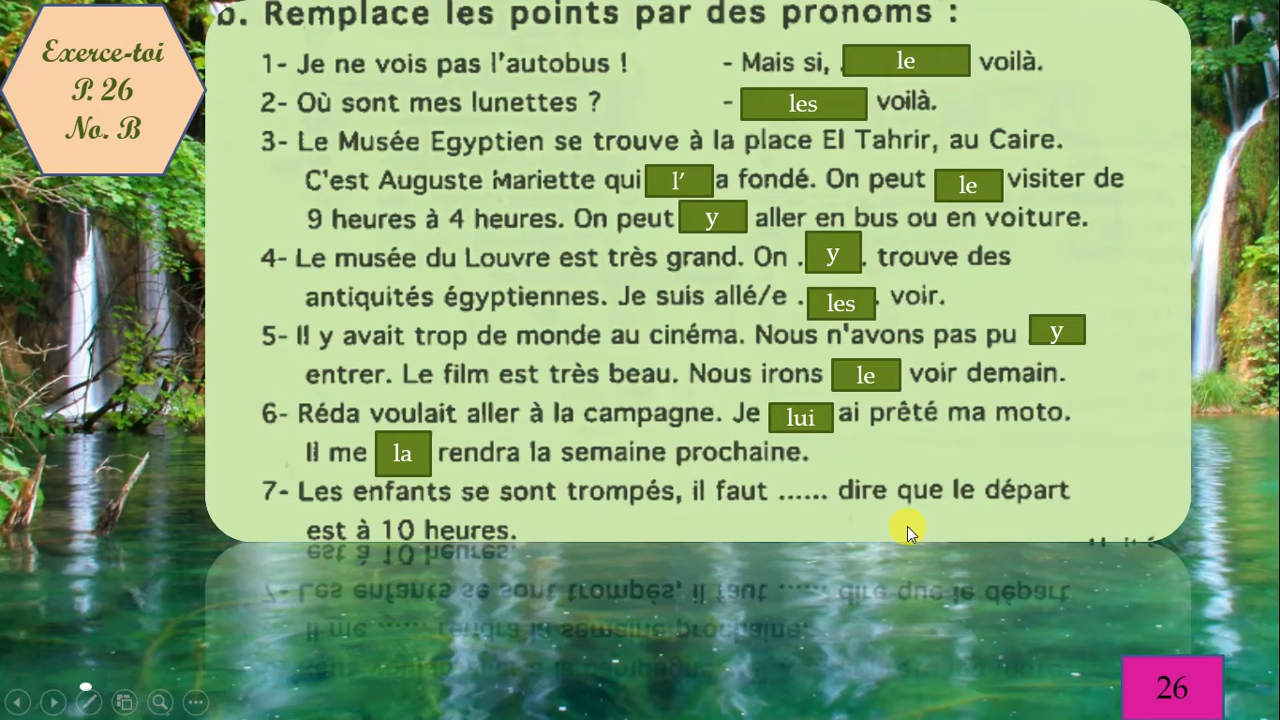 Exerce-toi
P. 26
No. B
b. Remplace les points par des pronoms :
1- Je ne vois pas l'autobus ! - Mais si, . le voilà.
2- Où sont mes lunettes ? - les voilà.
3- Le Musée Egyptien se trouve à la place El Tahrir, au Caire.
C'est Auguste Mariette qui l’ a fondé. On peut le visiter de
9 heures à 4 heures. On peut y aller en bus ou en voiture.
4- Le musée du Louvre est très grand. On . y . trouve des
antiquités égyptiennes. Je suis allé/e . les . voir.
5- Il y avait trop de monde au cinéma. Nous n'avons pas pu y
entrer. Le film est très beau. Nous irons le voir demain.
6- Réda voulait aller à la campagne. Je lui ai prêté ma moto.
Il me la rendra la semaine prochaine.
7- Les enfants se sont trompés, il faut ...... dire que le départ
est à 10 heures.
26